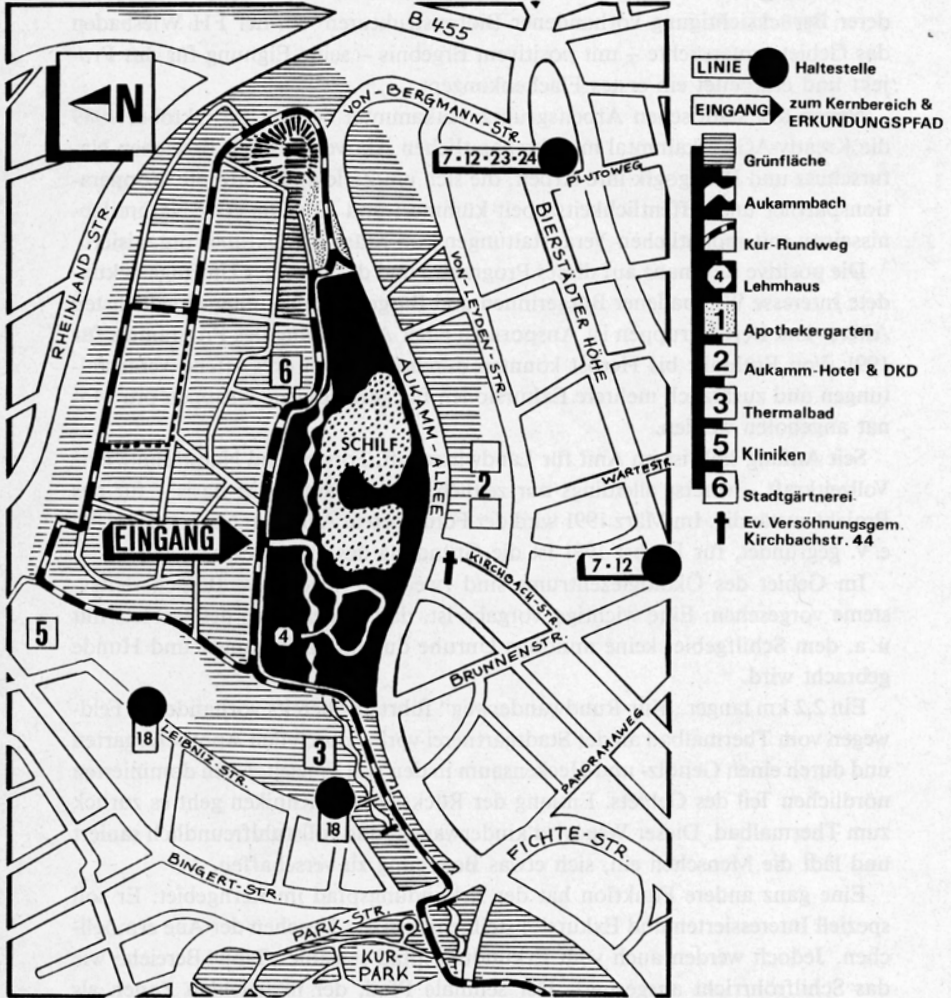 B 455
N
VON-BERGMANN-STR.
7·12·23·24
PLUTOWEG
BIERSTÄDTER HÖHE
RHEINLAND-STR.
VON-LEYDEN-STR.
AUKAMM ALLEE
6
SCHILF
2
WARTESTR.
EINGANG
7·12
KIRCHBACH-STR.
5
4
BRUNNENSTR.
PANORAMAWEG
18
LEIBNIZ-STR.
3
18
FICHTE STR.
BINGERT-STR.
PARK-STR.
KUR-
PARK
LINIE Haltestelle
EINGANG zum Kernbereich &
ERKUNDUNGSPFAD
Grünfläche
Aukammbach
Kur-Rundweg
4 Lehmhaus
1 Apothekergarten
2 Aukamm-Hotel & DKD
3 Thermalbad
5 Kliniken
6 Stadtgärtnerei
Ev. Versöhnungsgem.
Kirchbachstr. 44